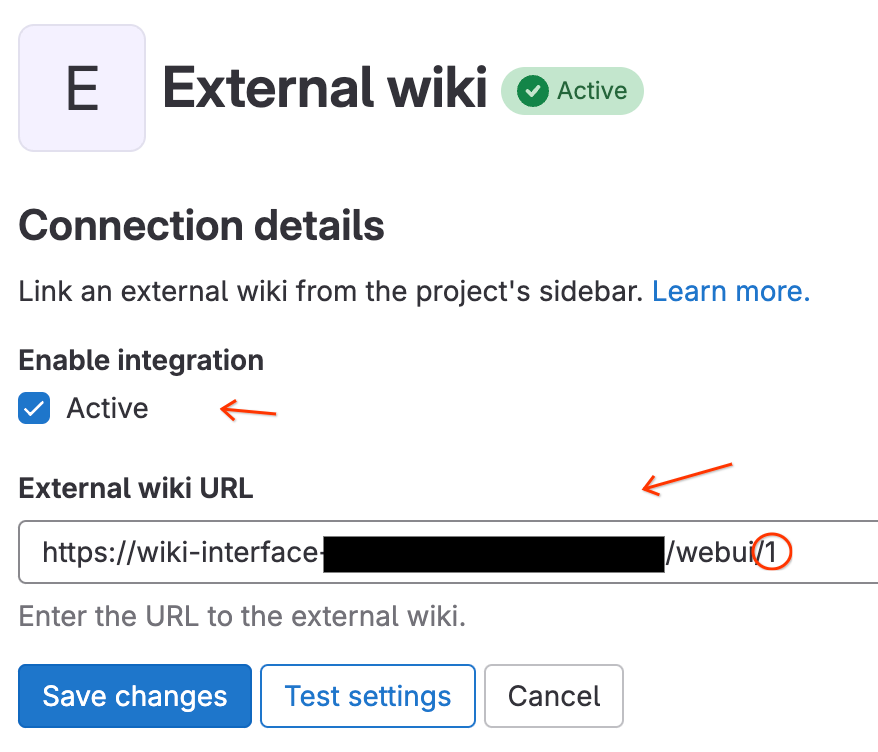 E
External wiki
Active
Connection details
Link an external wiki from the project's sidebar. Learn more.
Enable integration
Active
External wiki URL
https://wiki-interface- /webui/1
Enter the URL to the external wiki.
Save changes Test settings Cancel